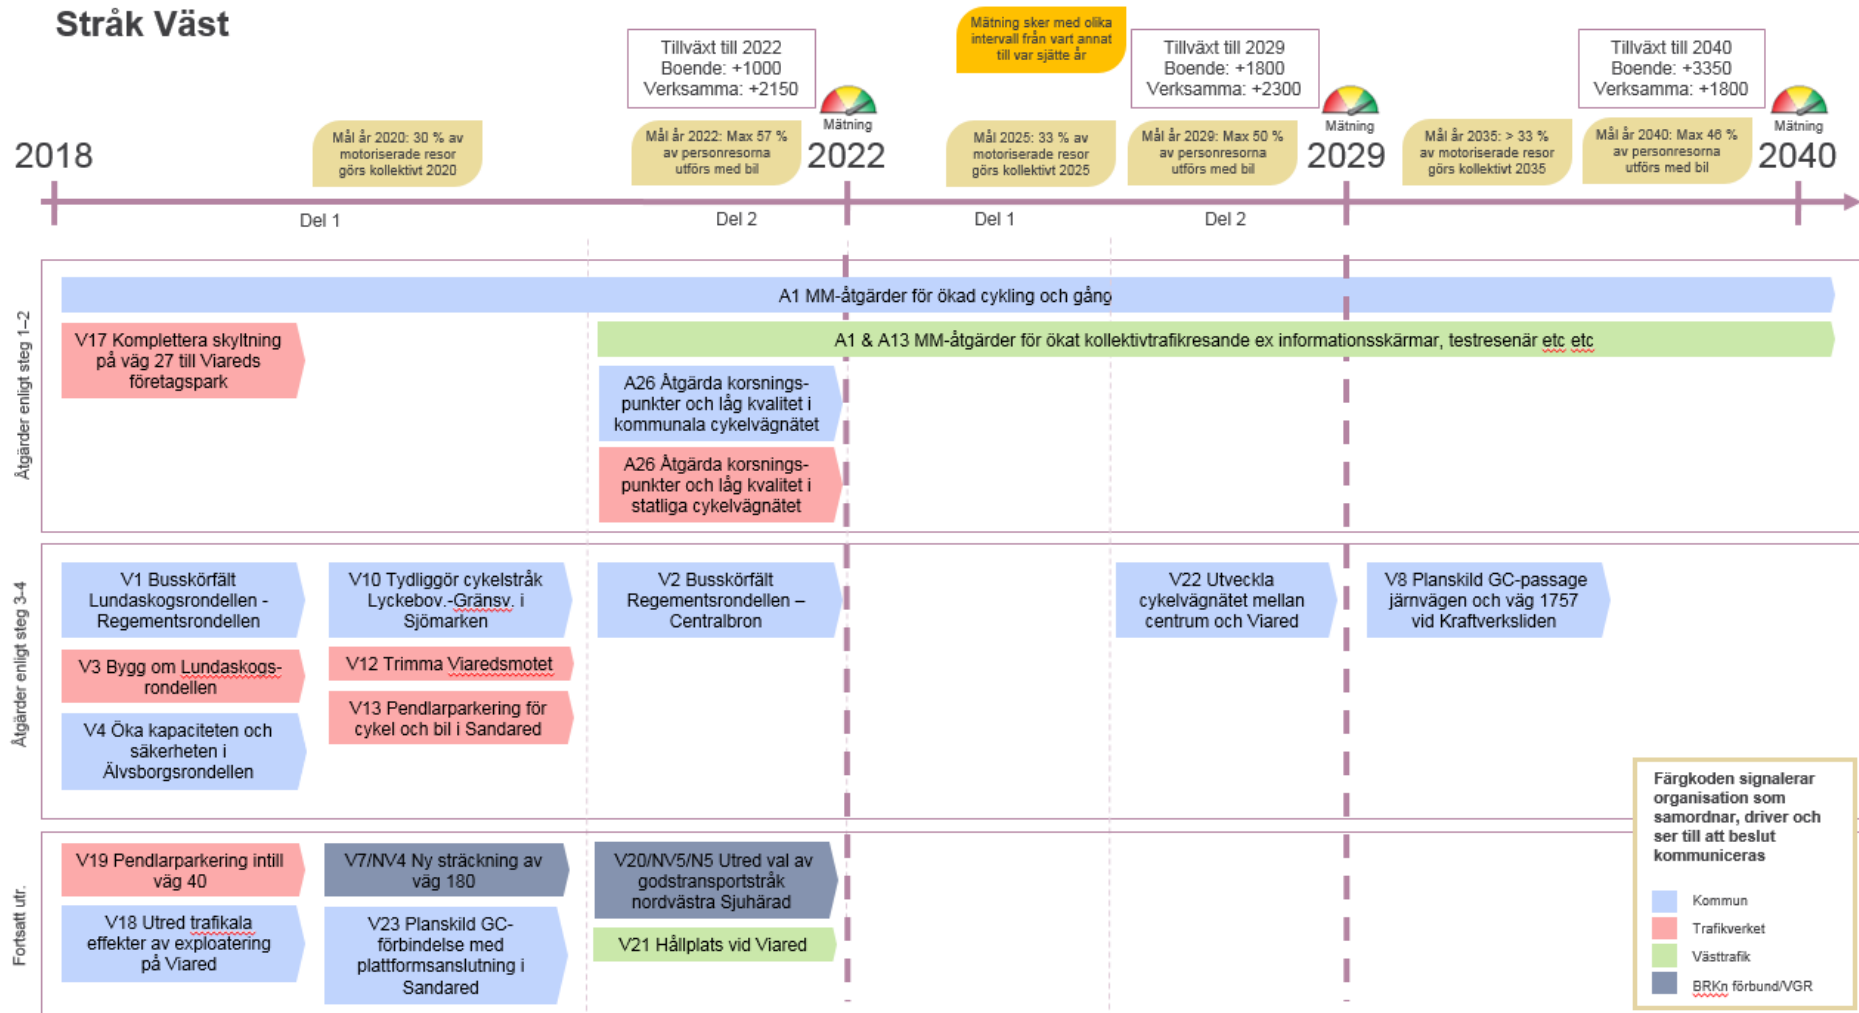 Stråk Väst
Tillväxt till 2022
Boende: +1000
Verksamma: +2150
Mätning sker med olika
intervall från vart annat
till var sjätte år
Tillväxt till 2029
Boende: +1800
Verksamma: +2300
Tillväxt till 2040
Boende: +3350
Verksamma: +1800
Mätning
Mätning
Mätning
2018
Mål år 2020: 30 % av
motoriserade resor
görs kollektivt 2020
Mål år 2022: Max 57 %
av personresorna
utförs med bil
2022
Mål 2025: 33 % av
motoriserade resor
görs kollektivt 2025
Mål år 2029: Max 50 %
av personresorna
utförs med bil
2029
Mål år 2035: > 33 %
av motoriserade resor
görs kollektivt 2035
Mål år 2040: Max 46 %
av personresorna
utförs med bil
2040
Del 1
Del 2
Del 1
Del 2
Åtgärder enligt steg 1–2
A1 MM-åtgärder för ökad cykling och gång
V17 Komplettera skyltning
på väg 27 till Viareds
företagspark
A1 & A13 MM-åtgärder för ökat kollektivtrafikresande ex informationsskärmar, testresenär etc etc
A26 Åtgärda korsnings-
punkter och låg kvalitet i
kommunala cykelvägnätet
A26 Åtgärda korsnings-
punkter och låg kvalitet i
statliga cykelvägnätet
Åtgärder enligt steg 3-4
V1 Busskörfält
Lundaskogsrondellen -
Regementsrondellen
V10 Tydliggör cykelstråk
Lyckebov.-Gränsv. i
Sjömarken
V2 Busskörfält
Regementsrondellen –
Centralbron
V22 Utveckla
cykelvägnätet mellan
centrum och Viared
V8 Planskild GC-passage
järnvägen och väg 1757
vid Kraftverksliden
V3 Bygg om Lundaskogs-
rondellen
V12 Trimma Viaredsmotet
V13 Pendlarparkering för
cykel och bil i Sandared
V4 Öka kapaciteten och
säkerheten i
Älvsborgsrondellen
Fortsatt utr.
V19 Pendlarparkering intill
väg 40
V7/NV4 Ny sträckning av
väg 180
V20/NV5/N5 Utred val av
godstransportstråk
nordvästra Sjuhärad
V18 Utred trafikala
effekter av exploatering
på Viared
V23 Planskild GC-
förbindelse med
plattformsanslutning i
Sandared
V21 Hållplats vid Viared
Färgkoden signalerar
organisation som
samordnar, driver och
ser till att beslut
kommuniceras
Kommun
Trafikverket
Västtrafik
BRKn förbund/VGR